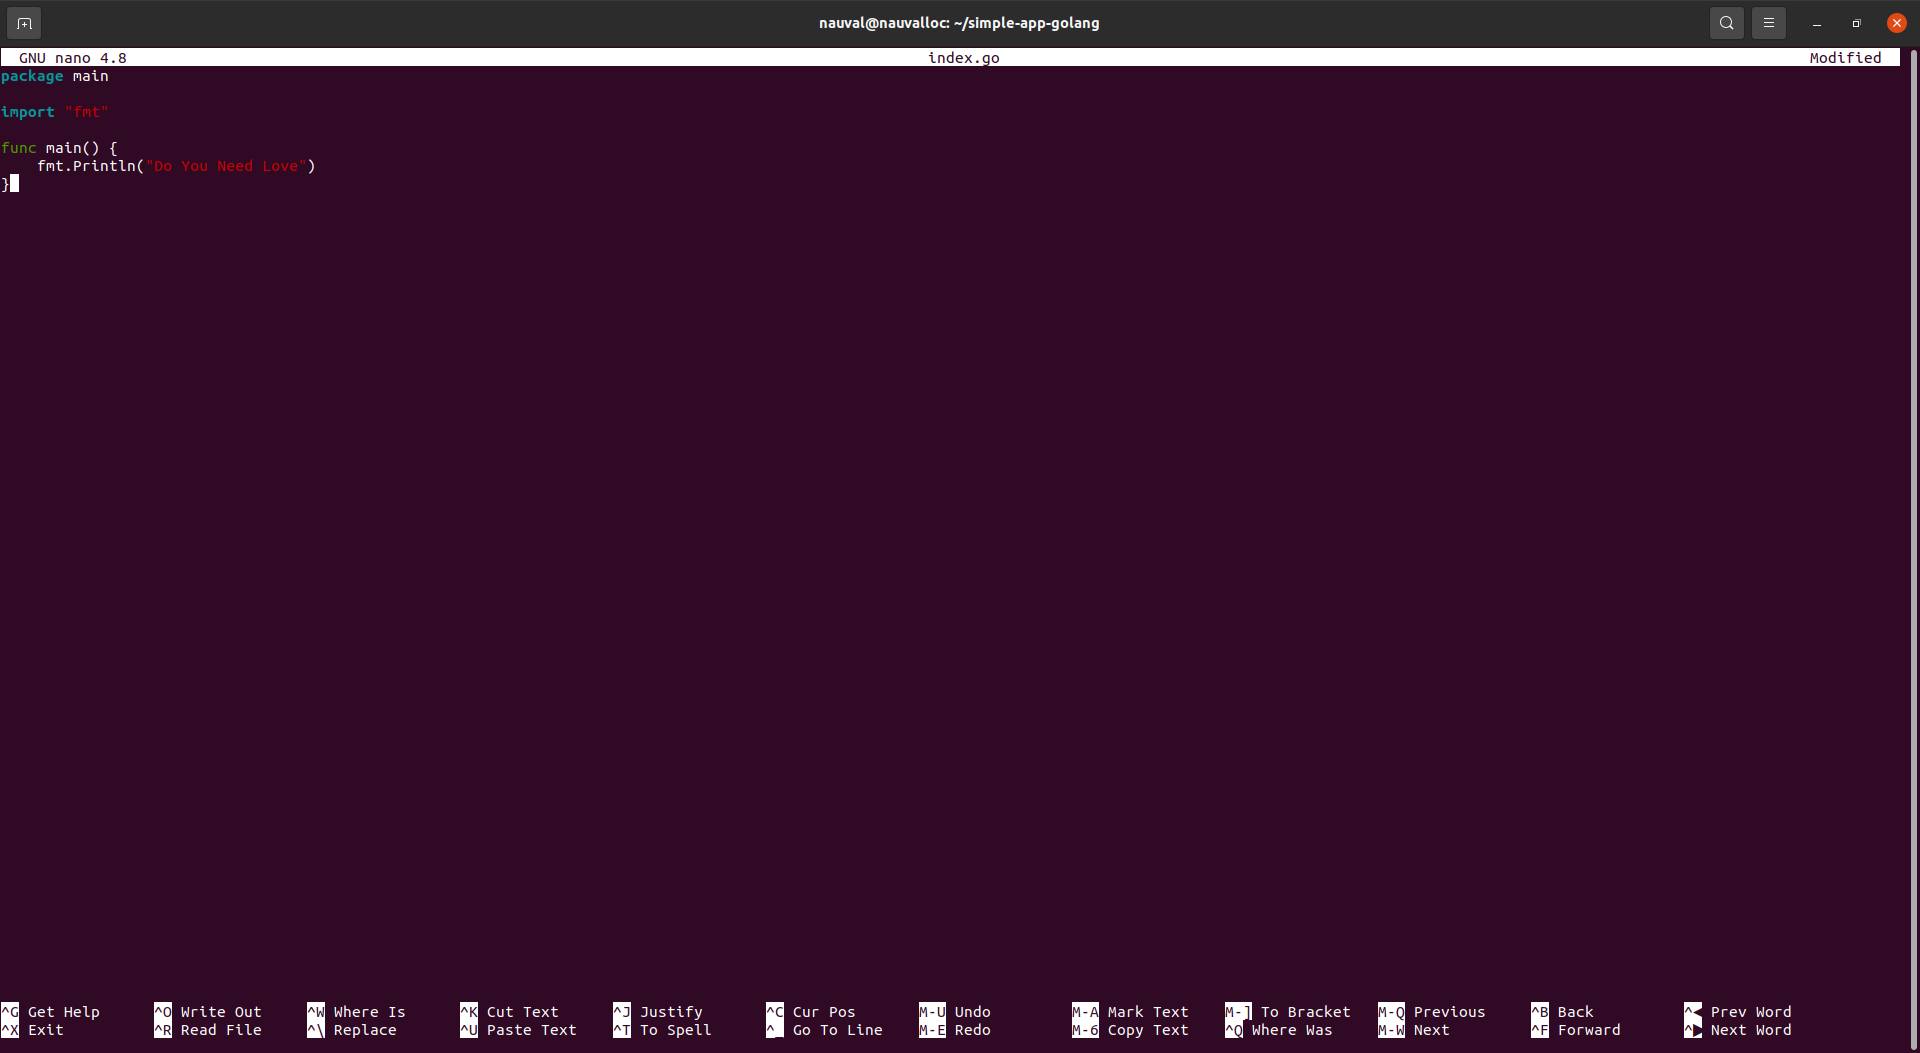 nauval@nauvalloc: ~/simple-app-golang
GNU nano 4.8 index.go Modified
package main
import "fmt"
func main() {
    fmt.Println("Do You Need Love")
}
^G Get Help ^O Write Out ^W Where Is ^K Cut Text ^J Justify ^C Cur Pos M-U Undo M-A Mark Text M-] To Bracket M-Q Previous ^B Back ^◀ Prev Word
^X Exit ^R Read File ^\ Replace ^U Paste Text ^T To Spell ^_ Go To Line M-E Redo M-6 Copy Text ^Q Where Was M-W Next ^F Forward ^▶ Next Word